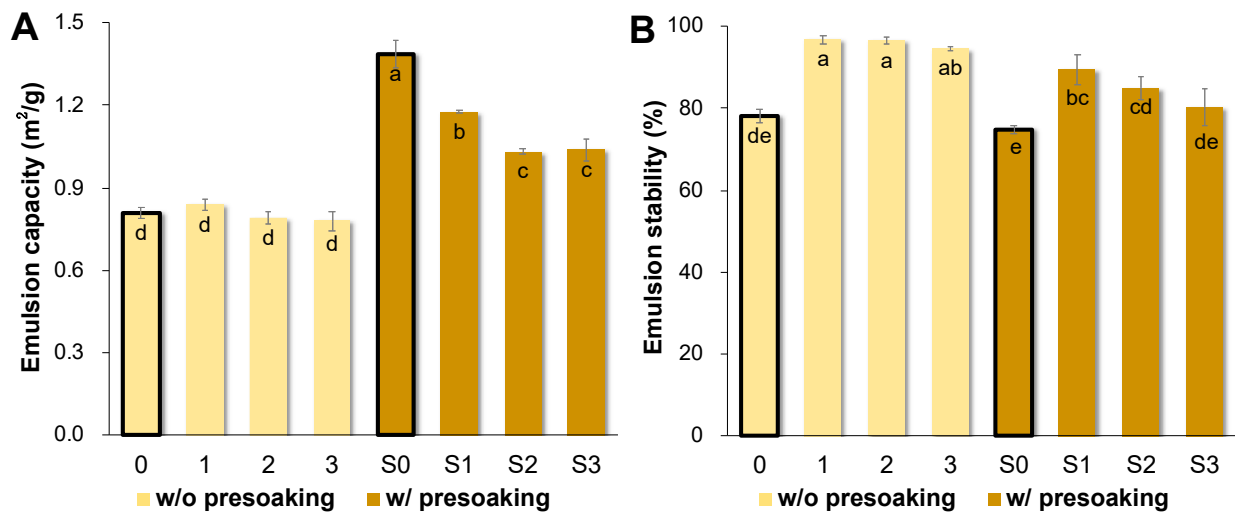 A
Emulsion capacity (m²/g)
1.5
1.2
0.9
0.6
0.3
0.0
d
d
d
d
a
b
c
c
0 1 2 3 S0 S1 S2 S3
w/o presoaking w/ presoaking
B
Emulsion stability (%)
100
80
60
40
20
0
de
a
a
ab
e
bc
cd
de
0 1 2 3 S0 S1 S2 S3
w/o presoaking w/ presoaking